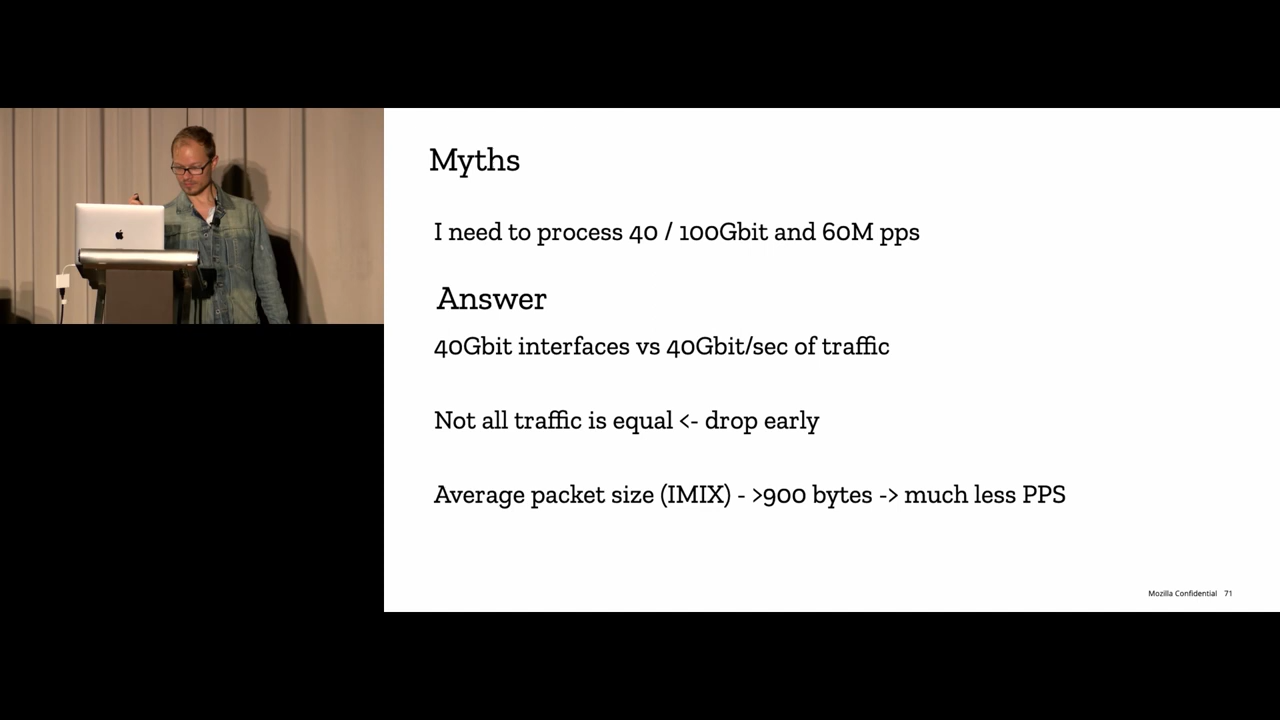 Myths
I need to process 40 / 100Gbit and 60M pps
Answer
40Gbit interfaces vs 40Gbit/sec of traffic
Not all traffic is equal <- drop early
Average packet size (IMIX) - >900 bytes -> much less PPS
Mozilla Confidential 71